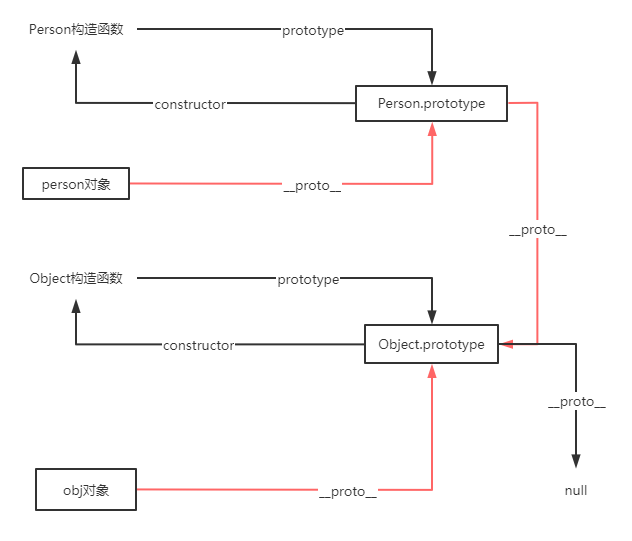 Person构造函数
prototype
constructor
Person.prototype
person对象
__proto__
__proto__
Object构造函数
prototype
constructor
Object.prototype
__proto__
obj对象
__proto__
null